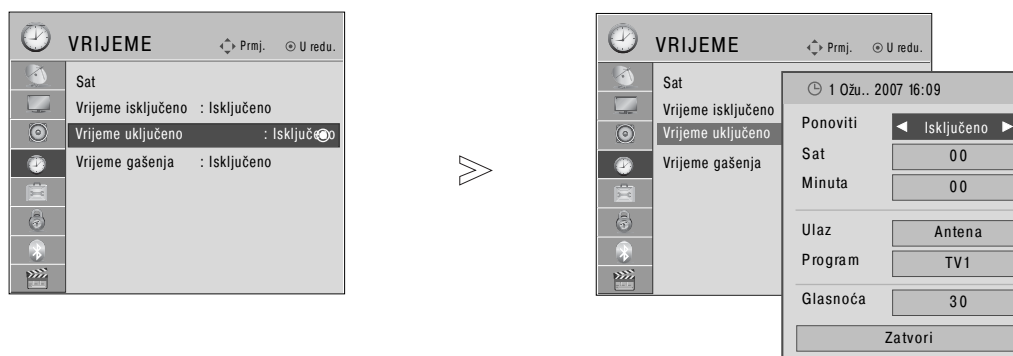 VRIJEME Prmj. U redu.
Sat
Vrijeme isključeno : Isključeno
Vrijeme uključeno : Isključeno
Vrijeme gašenja : Isključeno
VRIJEME Prmj. U redu.
Sat
Vrijeme isključeno
Vrijeme uključeno
Vrijeme gašenja
1 Ožu.. 2007 16:09
Ponoviti Isključeno
Sat 00
Minuta 00
Ulaz Antena
Program TV1
Glasnoća 30
Zatvori